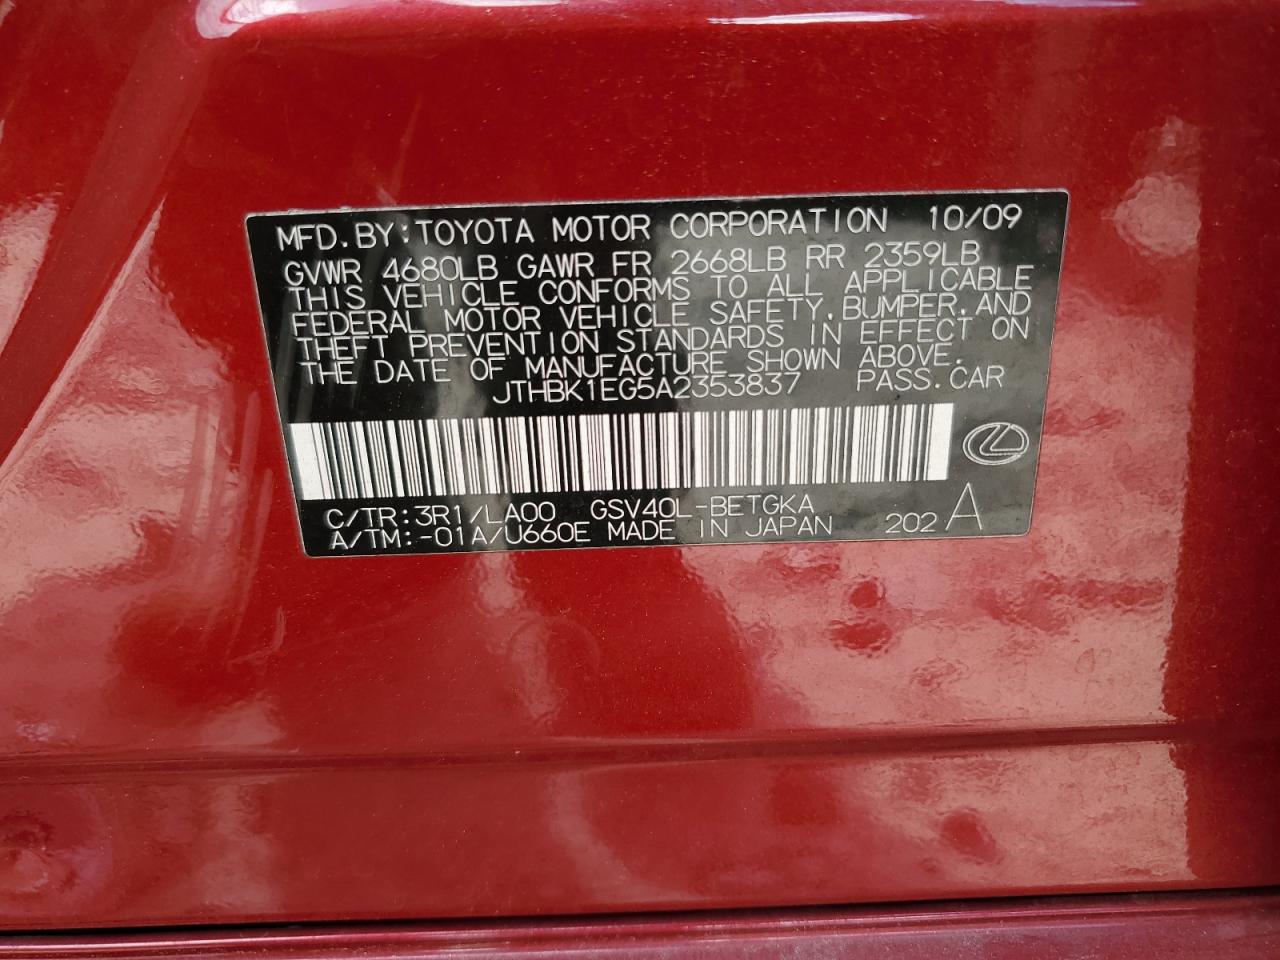 MFD.BY:TOYOTA MOTOR CORPORATION 10/09
GVWR 4680LB GAWR FR 2668LB RR 2359LB
THIS VEHICLE CONFORMS TO ALL APPLICABLE
FEDERAL MOTOR VEHICLE SAFETY,BUMPER,AND
THEFT PREVENTION STANDARDS IN EFFECT ON
THE DATE OF MANUFACTURE SHOWN ABOVE.
JTHBK1EG5A2353837 PASS.CAR
C/TR:3R1/LA00 GSV40L-BETGKA
A/TM:-01A/U660E MADE IN JAPAN 202 A